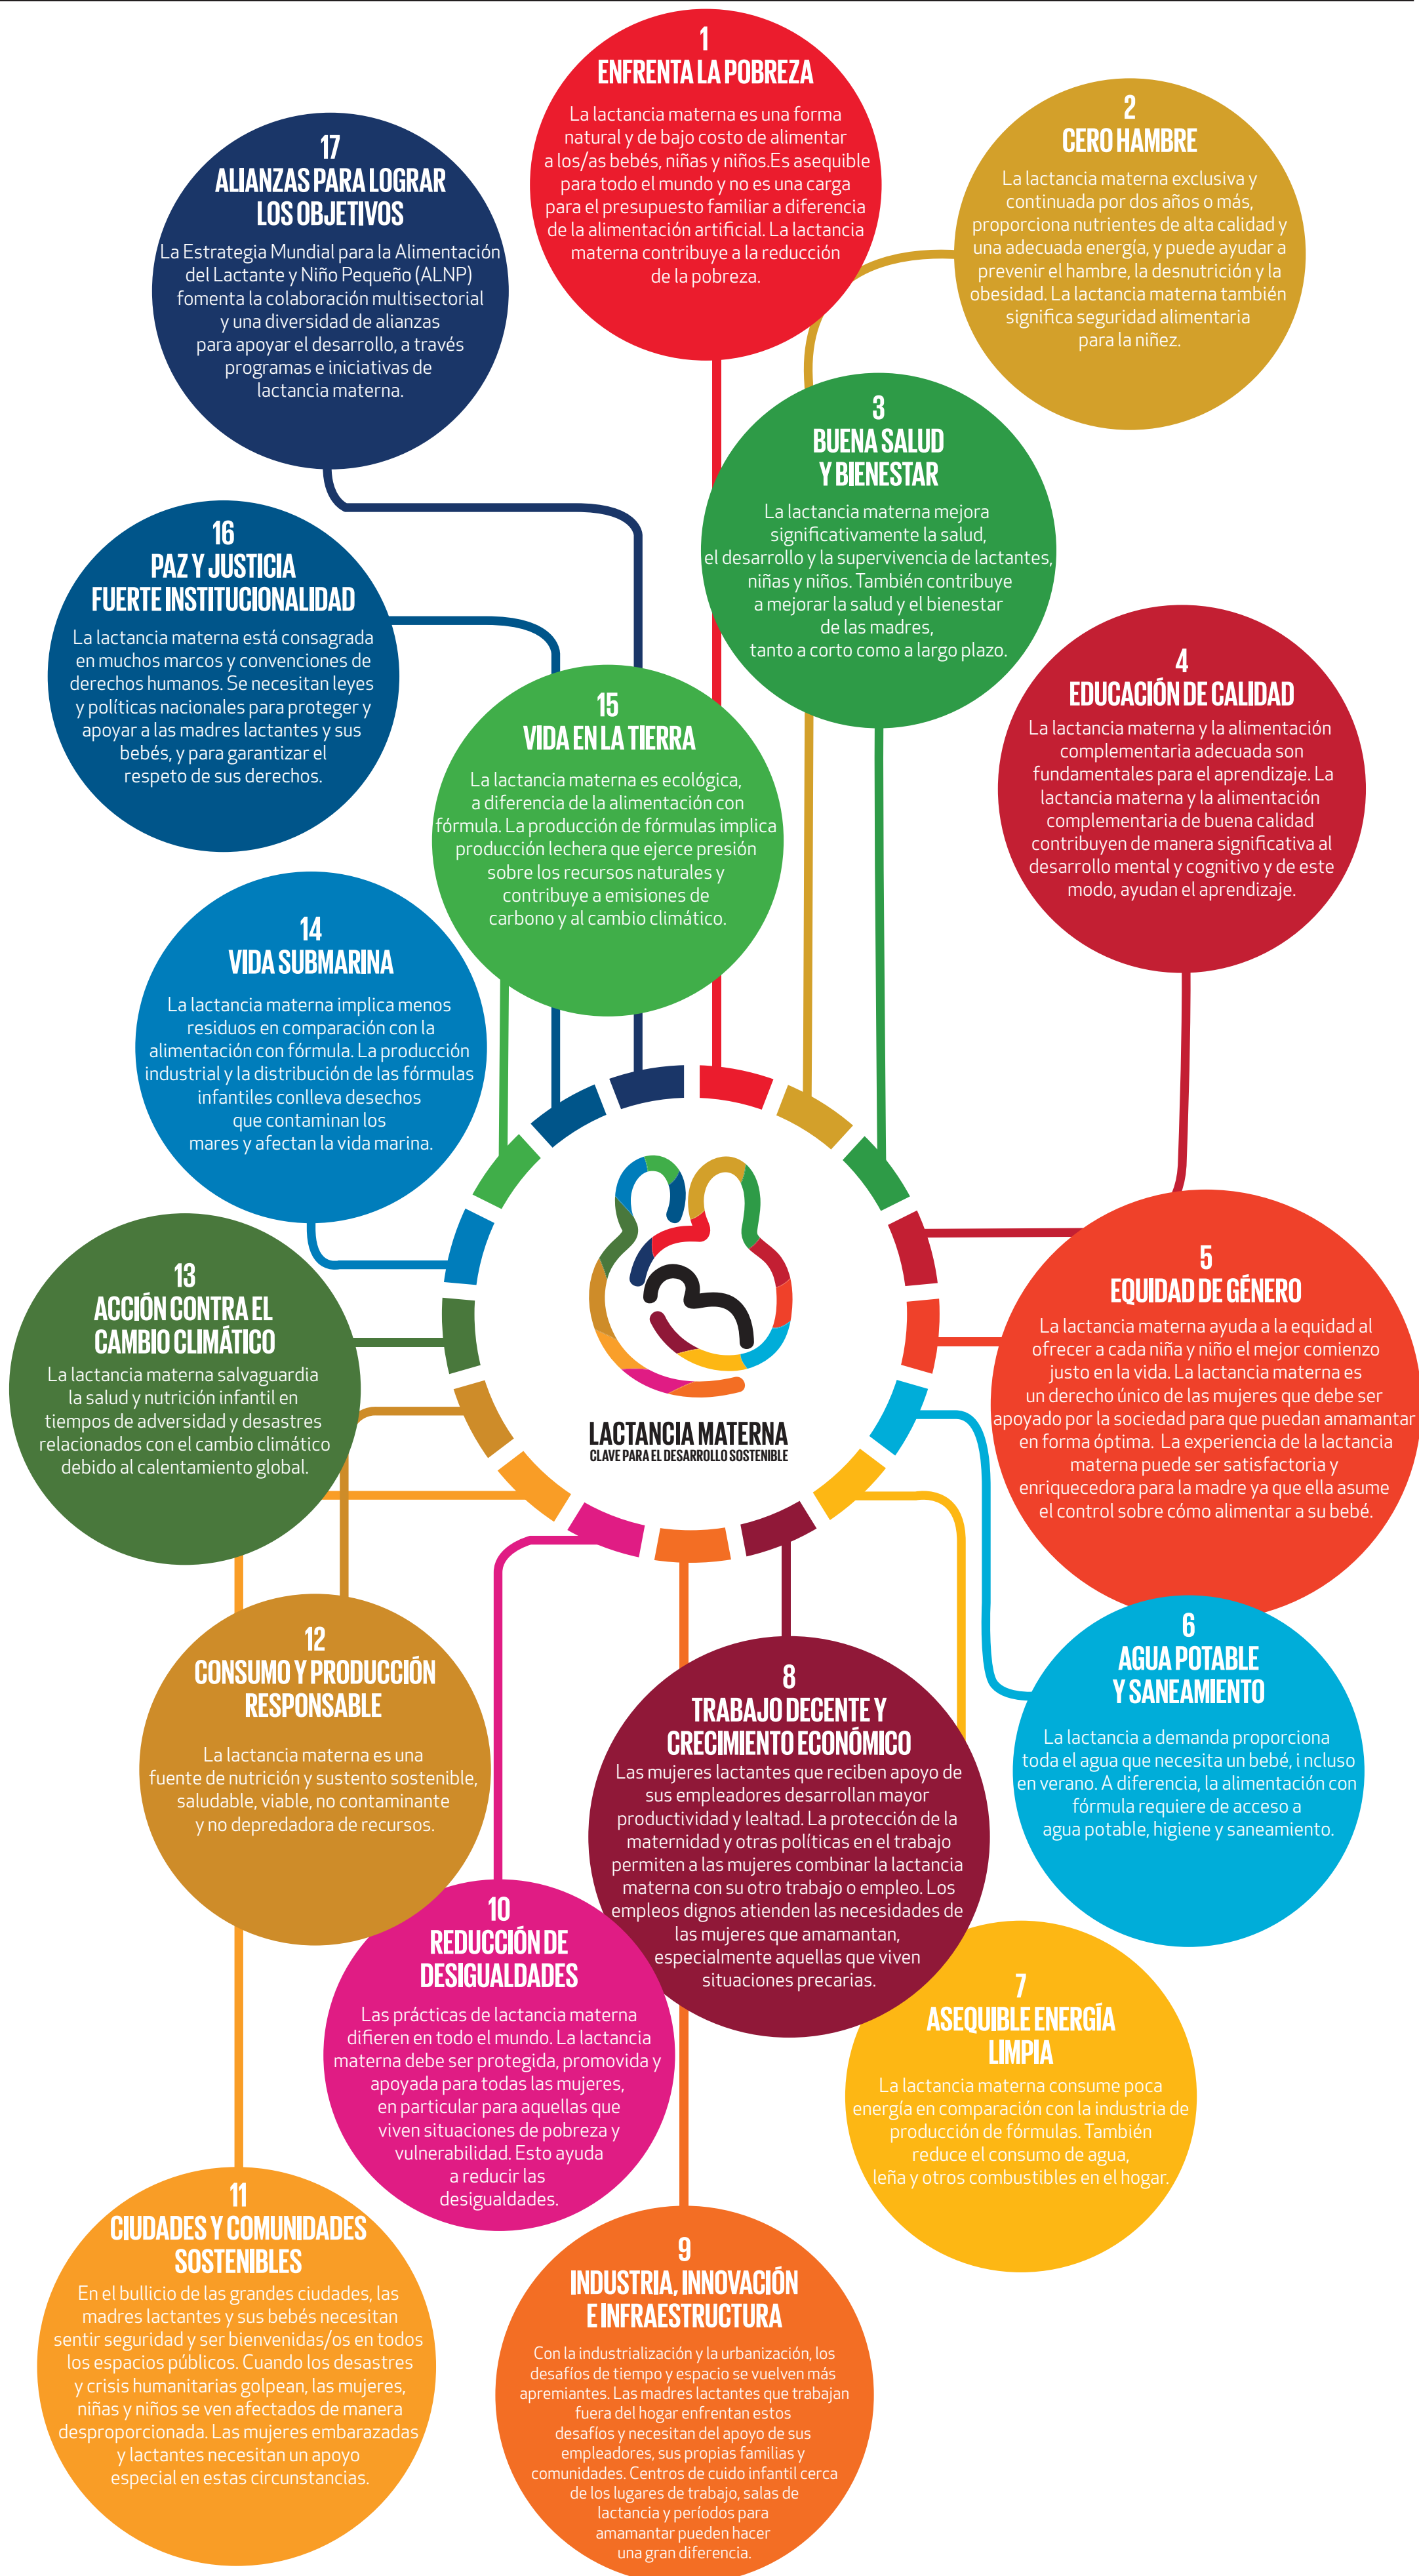 1
ENFRENTA LA POBREZA
La lactancia materna es una forma
natural y de bajo costo de alimentar
a los/as bebés, niñas y niños.Es asequible
para todo el mundo y no es una carga
para el presupuesto familiar a diferencia
de la alimentación artificial. La lactancia
materna contribuye a la reducción
de la pobreza.
2
CERO HAMBRE
La lactancia materna exclusiva y
continuada por dos años o más,
proporciona nutrientes de alta calidad y
una adecuada energía, y puede ayudar a
prevenir el hambre, la desnutrición y la
obesidad. La lactancia materna también
significa seguridad alimentaria
para la niñez.
3
BUENA SALUD
Y BIENESTAR
La lactancia materna mejora
significativamente la salud,
el desarrollo y la supervivencia de lactantes,
niñas y niños. También contribuye
a mejorar la salud y el bienestar
de las madres,
tanto a corto como a largo plazo.
4
EDUCACIÓN DE CALIDAD
La lactancia materna y la alimentación
complementaria adecuada son
fundamentales para el aprendizaje. La
lactancia materna y la alimentación
complementaria de buena calidad
contribuyen de manera significativa al
desarrollo mental y cognitivo y de este
modo, ayudan el aprendizaje.
5
EQUIDAD DE GÉNERO
La lactancia materna ayuda a la equidad al
ofrecer a cada niña y niño el mejor comienzo
justo en la vida. La lactancia materna es
un derecho único de las mujeres que debe ser
apoyado por la sociedad para que puedan amamantar
en forma óptima. La experiencia de la lactancia
materna puede ser satisfactoria y
enriquecedora para la madre ya que ella asume
el control sobre cómo alimentar a su bebé.
6
AGUA POTABLE
Y SANEAMIENTO
La lactancia a demanda proporciona
toda el agua que necesita un bebé, i ncluso
en verano. A diferencia, la alimentación con
fórmula requiere de acceso a
agua potable, higiene y saneamiento.
7
ASEQUIBLE ENERGÍA
LIMPIA
La lactancia materna consume poca
energía en comparación con la industria de
producción de fórmulas. También
reduce el consumo de agua,
leña y otros combustibles en el hogar.
8
TRABAJO DECENTE Y
CRECIMIENTO ECONÓMICO
Las mujeres lactantes que reciben apoyo de
sus empleadores desarrollan mayor
productividad y lealtad. La protección de la
maternidad y otras políticas en el trabajo
permiten a las mujeres combinar la lactancia
materna con su otro trabajo o empleo. Los
empleos dignos atienden las necesidades de
las mujeres que amamantan,
especialmente aquellas que viven
situaciones precarias.
9
INDUSTRIA, INNOVACIÓN
E INFRAESTRUCTURA
Con la industrialización y la urbanización, los
desafíos de tiempo y espacio se vuelven más
apremiantes. Las madres lactantes que trabajan
fuera del hogar enfrentan estos
desafíos y necesitan del apoyo de sus
empleadores, sus propias familias y
comunidades. Centros de cuido infantil cerca
de los lugares de trabajo, salas de
lactancia y períodos para
amamantar pueden hacer
una gran diferencia.
10
REDUCCIÓN DE
DESIGUALDADES
Las prácticas de lactancia materna
difieren en todo el mundo. La lactancia
materna debe ser protegida, promovida y
apoyada para todas las mujeres,
en particular para aquellas que
viven situaciones de pobreza y
vulnerabilidad. Esto ayuda
a reducir las
desigualdades.
11
CIUDADES Y COMUNIDADES
SOSTENIBLES
En el bullicio de las grandes ciudades, las
madres lactantes y sus bebés necesitan
sentir seguridad y ser bienvenidas/os en todos
los espacios públicos. Cuando los desastres
y crisis humanitarias golpean, las mujeres,
niñas y niños se ven afectados de manera
desproporcionada. Las mujeres embarazadas
y lactantes necesitan un apoyo
especial en estas circunstancias.
12
CONSUMO Y PRODUCCIÓN
RESPONSABLE
La lactancia materna es una
fuente de nutrición y sustento sostenible,
saludable, viable, no contaminante
y no depredadora de recursos.
13
ACCIÓN CONTRA EL
CAMBIO CLIMÁTICO
La lactancia materna salvaguardia
la salud y nutrición infantil en
tiempos de adversidad y desastres
relacionados con el cambio climático
debido al calentamiento global.
14
VIDA SUBMARINA
La lactancia materna implica menos
residuos en comparación con la
alimentación con fórmula. La producción
industrial y la distribución de las fórmulas
infantiles conlleva desechos
que contaminan los
mares y afectan la vida marina.
15
VIDA EN LA TIERRA
La lactancia materna es ecológica,
a diferencia de la alimentación con
fórmula. La producción de fórmulas implica
producción lechera que ejerce presión
sobre los recursos naturales y
contribuye a emisiones de
carbono y al cambio climático.
16
PAZ Y JUSTICIA
FUERTE INSTITUCIONALIDAD
La lactancia materna está consagrada
en muchos marcos y convenciones de
derechos humanos. Se necesitan leyes
y políticas nacionales para proteger y
apoyar a las madres lactantes y sus
bebés, y para garantizar el
respeto de sus derechos.
17
ALIANZAS PARA LOGRAR
LOS OBJETIVOS
La Estrategia Mundial para la Alimentación
del Lactante y Niño Pequeño (ALNP)
fomenta la colaboración multisectorial
y una diversidad de alianzas
para apoyar el desarrollo, a través
programas e iniciativas de
lactancia materna.
LACTANCIA MATERNA
CLAVE PARA EL DESARROLLO SOSTENIBLE